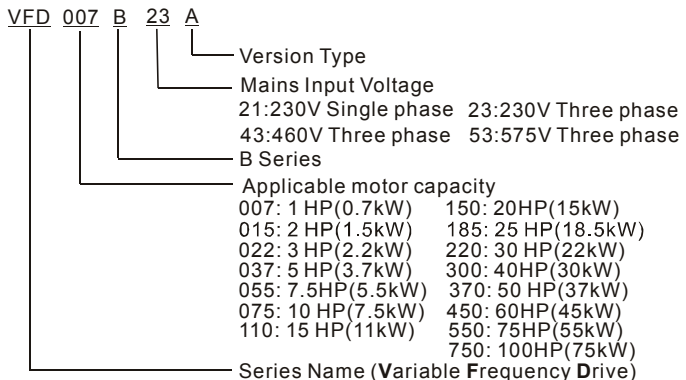 VFD 007 B 23 A
Version Type
Mains Input Voltage
21:230V Single phase 23:230V Three phase
43:460V Three phase 53:575V Three phase
B Series
Applicable motor capacity
007: 1 HP(0.7kW) 150: 20HP(15kW)
015: 2 HP(1.5kW) 185: 25 HP(18.5kW)
022: 3 HP(2.2kW) 220: 30 HP(22kW)
037: 5 HP(3.7kW) 300: 40HP(30kW)
055: 7.5HP(5.5kW) 370: 50 HP(37kW)
075: 10 HP(7.5kW) 450: 60HP(45kW)
110: 15 HP(11kW) 550: 75HP(55kW)
750: 100HP(75kW)
Series Name (Variable Frequency Drive)